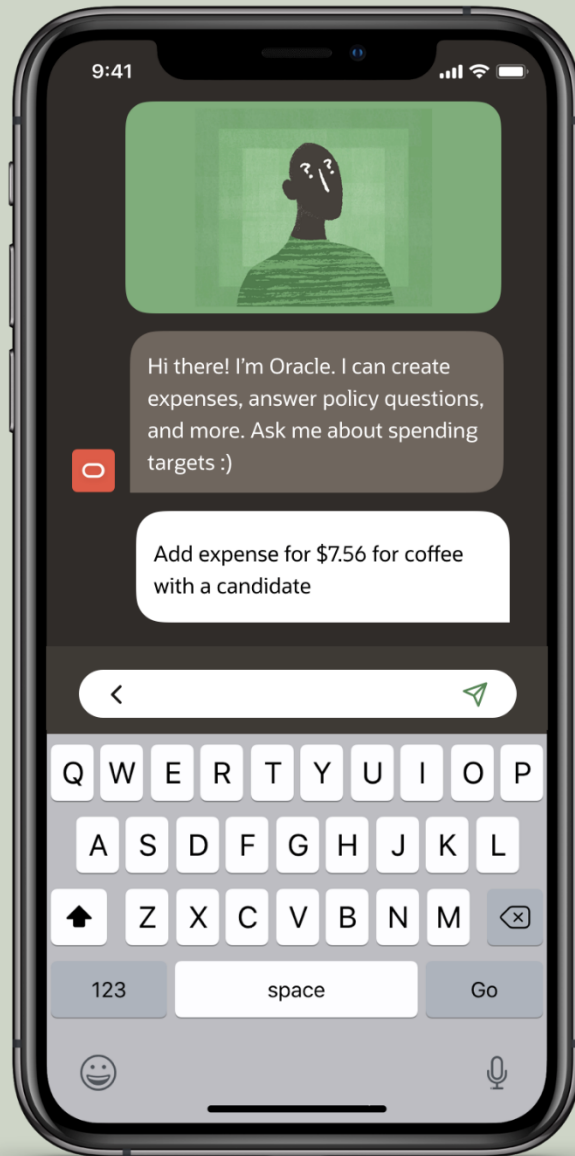 9:41
? ?
Hi there! I'm Oracle. I can create
expenses, answer policy questions,
and more. Ask me about spending
targets :)
Add expense for $7.56 for coffee
with a candidate
Q W E R T Y U I O P
A S D F G H J K L
Z X C V B N M
123 space Go